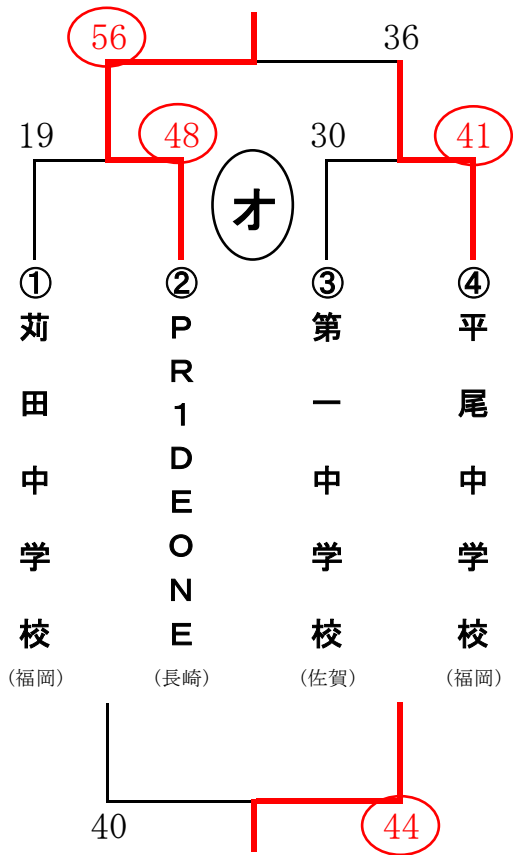 56
36
19
48
30
41
オ
①
②
③
④
苅田中学校
PR1DEONE
第一中学校
平尾中学校
(福岡)
(長崎)
(佐賀)
(福岡)
40
44